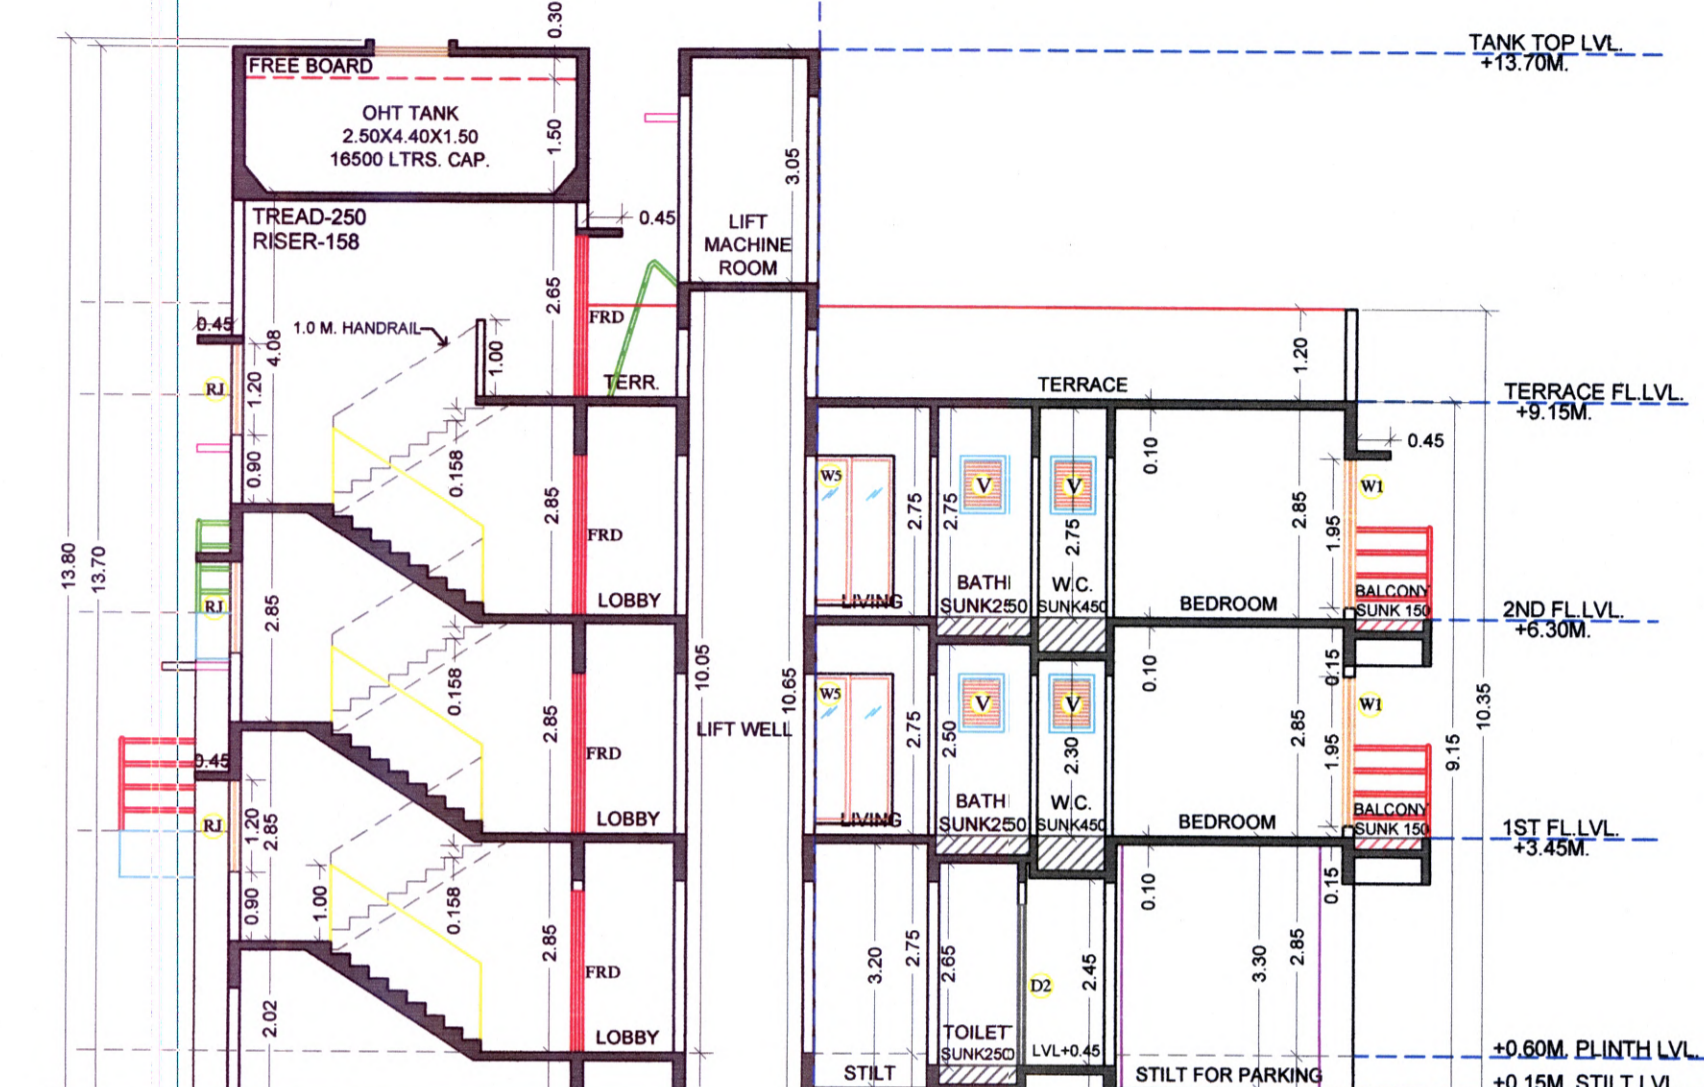 0.30
TANK TOP LVL.
+13.70M.
FREE BOARD
OHT TANK
2.50X4.40X1.50
16500 LTRS. CAP.
1.50
3.05
TREAD-250
RISER-158
0.45
LIFT
MACHINE
ROOM
2.65
FRD
0.45
1.0 M. HANDRAIL
4.08
1.00
1.20
RJ
1.20
TERR.
TERRACE
TERRACE FL.LVL.
+9.15M.
0.45
0.10
0.90
0.158
2.85
W5
2.75
2.75
V
V
2.75
2.85
W1
1.95
13.80
13.70
FRD
RJ
2.85
LOBBY
LIVING
BATH
SUNK250
W.C.
SUNK450
BEDROOM
BALCONY
SUNK 150
2ND FL.LVL.
+6.30M.
10.05
10.65
0.158
0.10
0.15
W5
V
V
W1
10.35
LIFT WELL
2.85
FRD
2.75
2.50
2.30
2.85
1.95
9.15
0.45
RJ
1.20
2.85
LOBBY
LIVING
BATH
SUNK250
W.C.
SUNK450
BEDROOM
BALCONY
SUNK 150
1ST FL.LVL.
+3.45M.
0.90
1.00
0.158
0.10
0.15
2.85
FRD
3.20
2.75
2.65
D2
2.45
3.30
2.85
2.02
LOBBY
TOILET
SUNK250
LVL+0.45
+0.60M. PLINTH LVL.
STILT
STILT FOR PARKING
+0.15M. STILT LVL